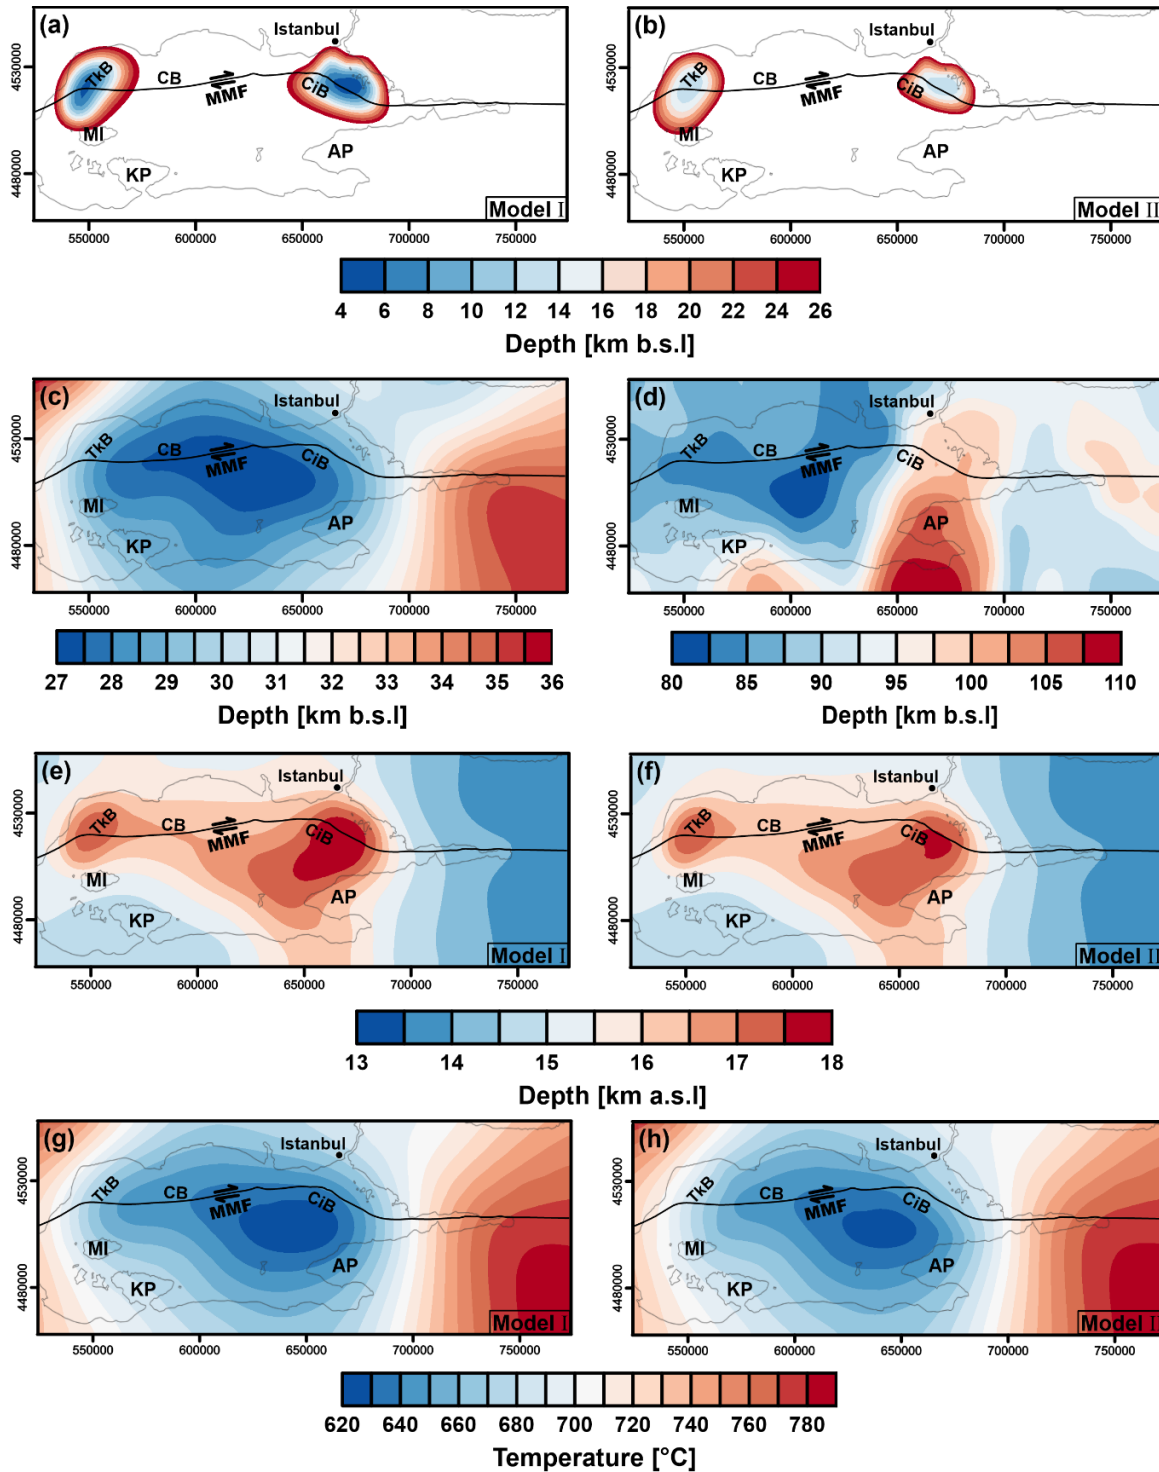 (a)
Istanbul
TkB
CB
MMF
CiB
MI
KP
AP
Model I
4530000
4480000
550000 600000 650000 700000 750000
(b)
Istanbul
TkB
CB
MMF
CiB
MI
KP
AP
Model II
4530000
4480000
550000 600000 650000 700000 750000
4 6 8 10 12 14 16 18 20 22 24 26
Depth [km b.s.l]
(c)
Istanbul
TkB
CB
MMF
CiB
MI
KP
AP
4530000
4480000
550000 600000 650000 700000 750000
27 28 29 30 31 32 33 34 35 36
Depth [km b.s.l]
(d)
Istanbul
TkB
CB
MMF
CiB
MI
KP
AP
4530000
4480000
550000 600000 650000 700000 750000
80 85 90 95 100 105 110
Depth [km b.s.l]
(e)
Istanbul
TkB
CB
MMF
CiB
MI
KP
AP
Model I
4530000
4480000
550000 600000 650000 700000 750000
(f)
Istanbul
TkB
CB
MMF
CiB
MI
KP
AP
Model II
4530000
4480000
550000 600000 650000 700000 750000
13 14 15 16 17 18
Depth [km a.s.l]
(g)
Istanbul
TkB
CB
MMF
CiB
MI
KP
AP
Model I
4530000
4480000
550000 600000 650000 700000 750000
(h)
Istanbul
TkB
CB
MMF
CiB
MI
KP
AP
Model I
4530000
4480000
550000 600000 650000 700000 750000
620 640 660 680 700 720 740 760 780
Temperature [°C]